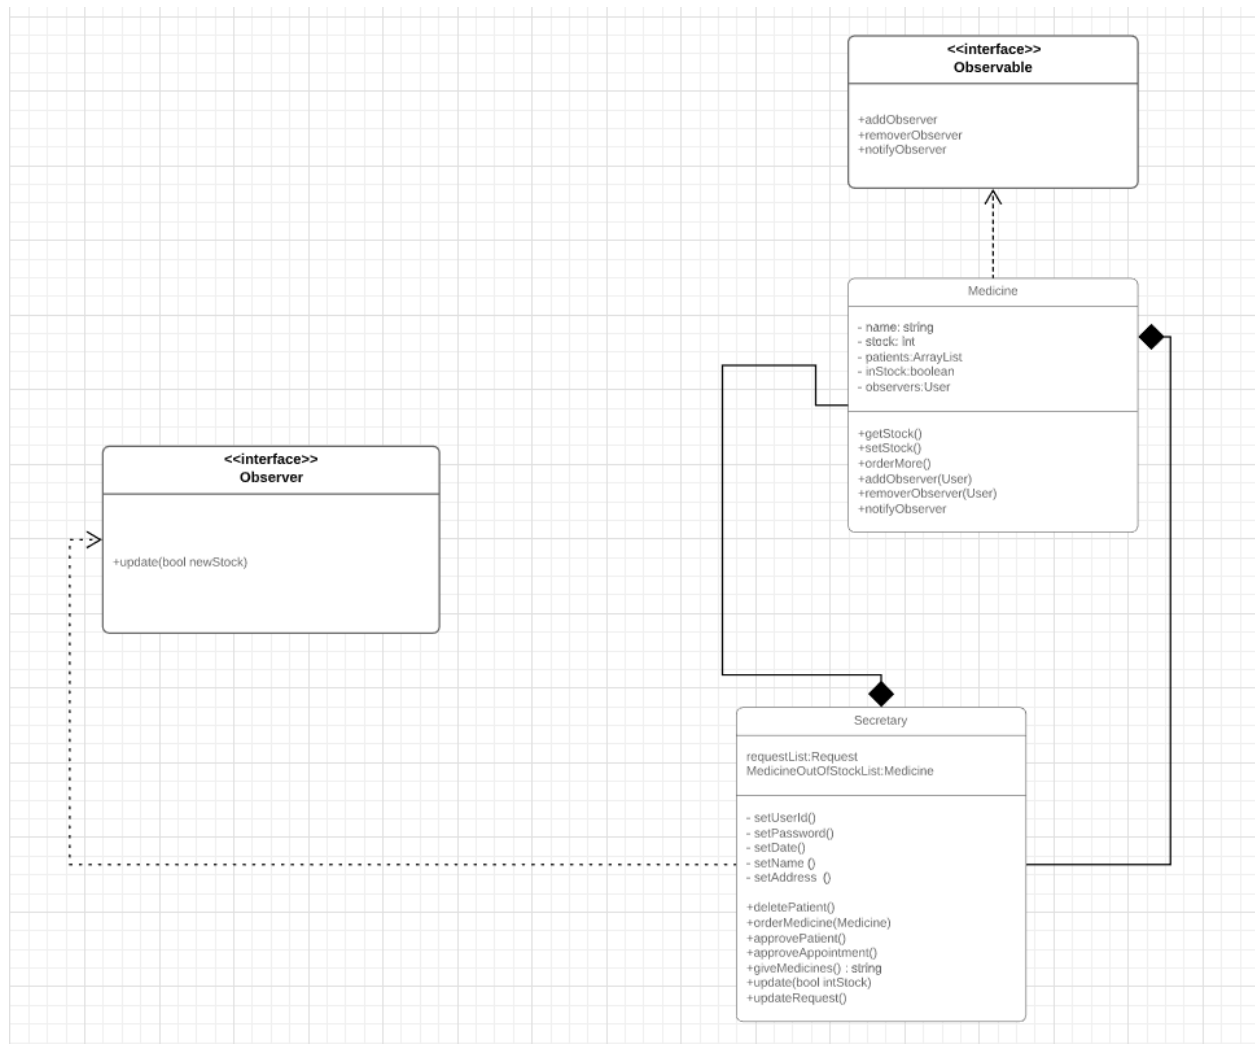 <<interface>>
Observable
+addObserver
+removerObserver
+notifyObserver
Medicine
- name: string
- stock: Int
- patients:ArrayList
- inStock:boolean
- observers:User
+getStock()
+setStock()
+orderMore()
+addObserver(User)
+removerObserver(User)
+notifyObserver
<<interface>>
Observer
+update(bool newStock)
Secretary
requestList:Request
MedicineOutOfStockList:Medicine
- setUserId()
- setPassword()
- setDate()
- setName ()
- setAddress ()
+deletePatient()
+orderMedicine(Medicine)
+approvePatient()
+approveAppointment()
+giveMedicines() : string
+update(bool intStock)
+updateRequest()